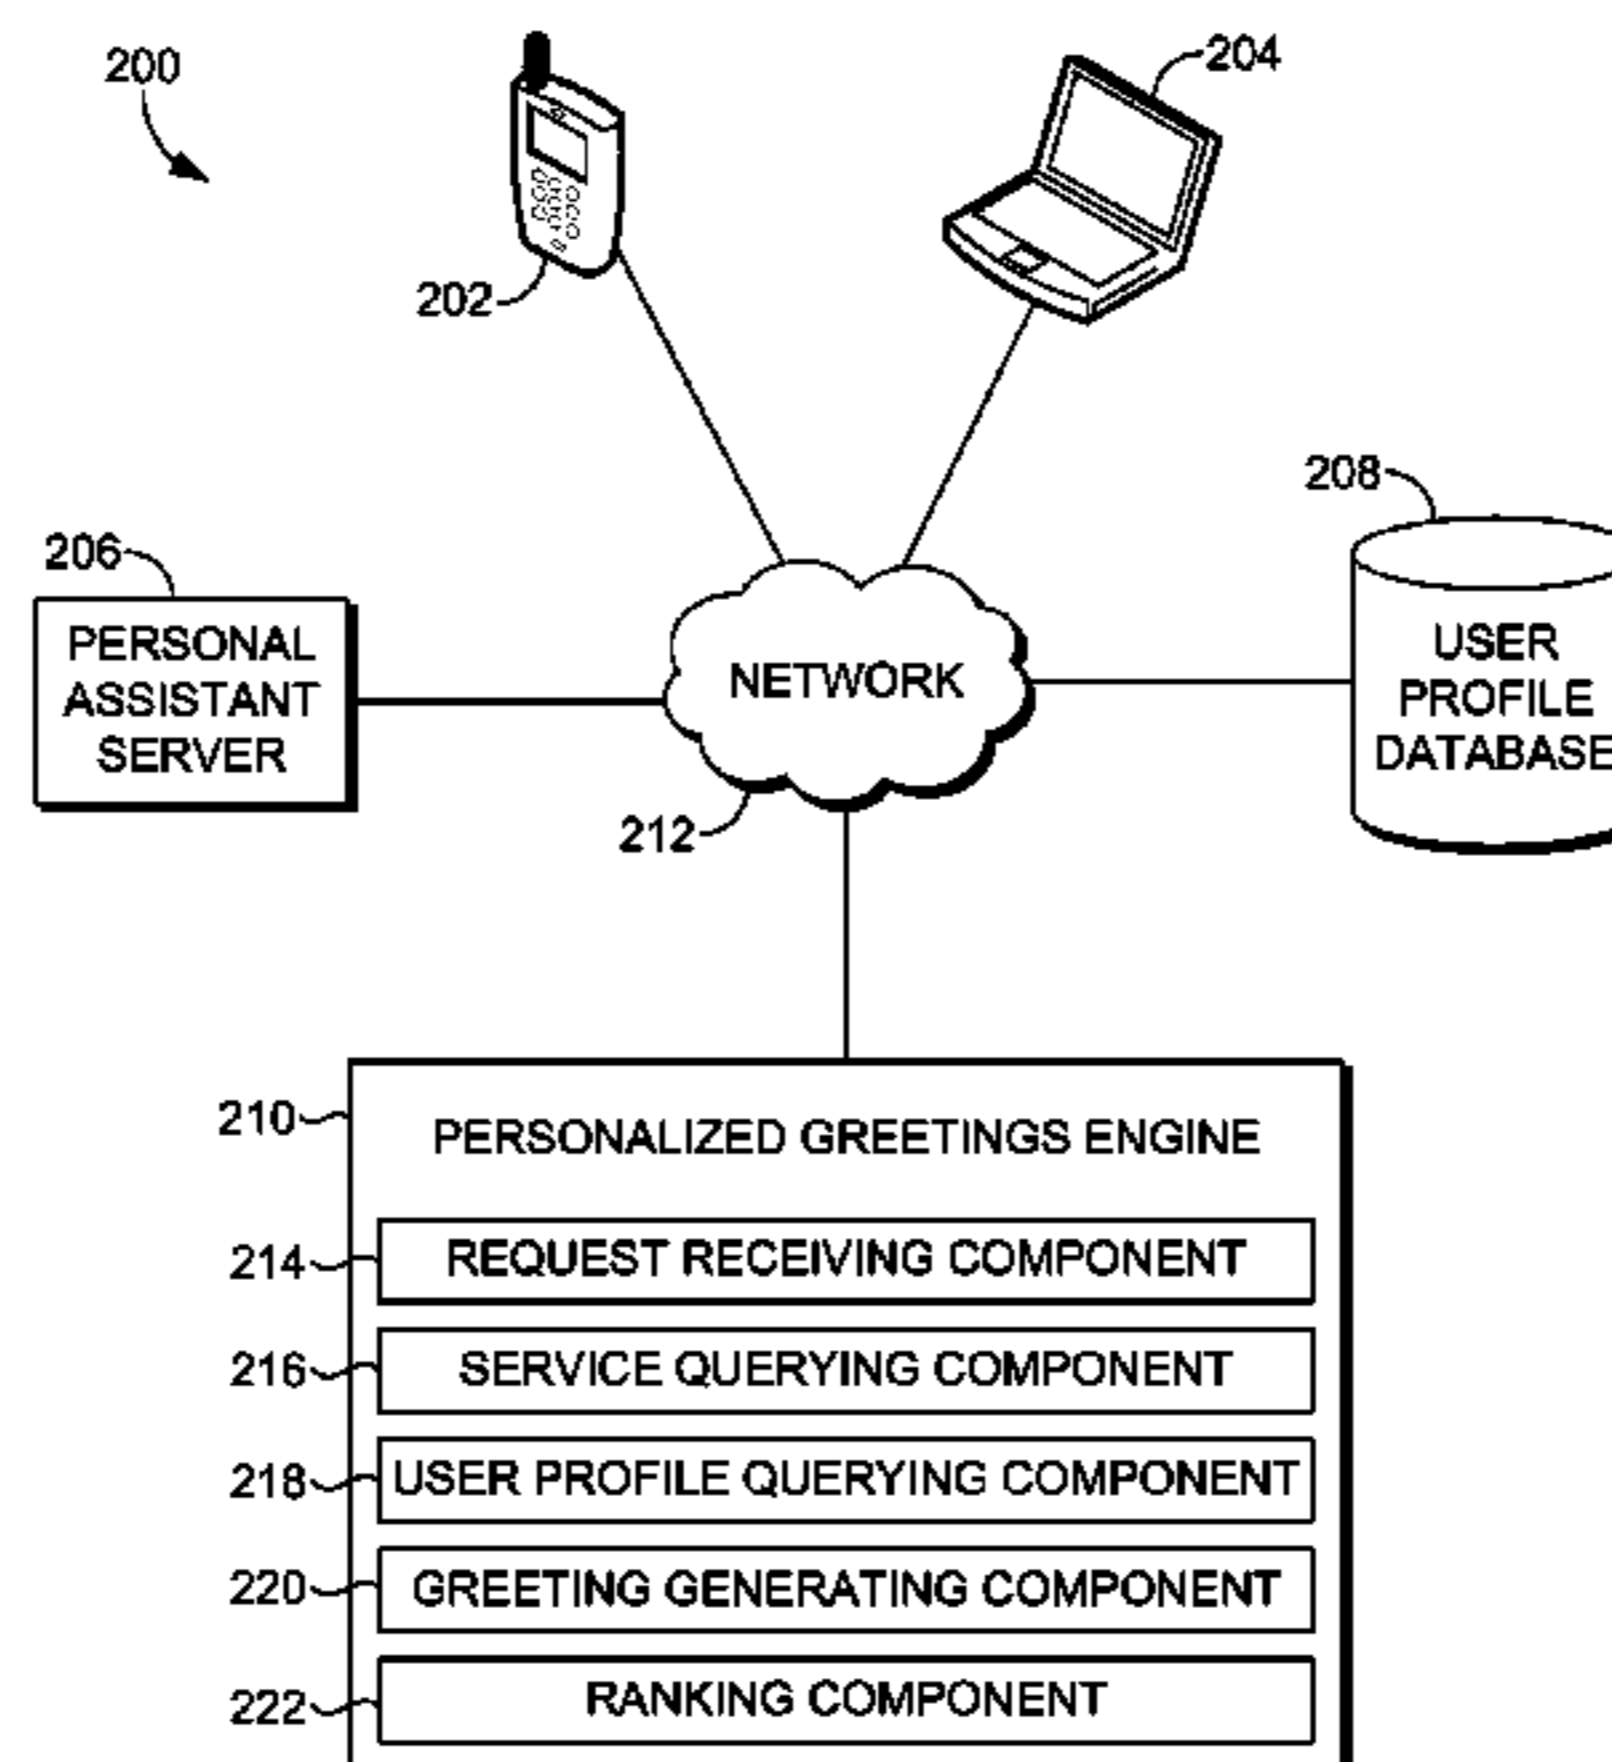 200
204
202
208
206
PERSONAL
ASSISTANT
SERVER
NETWORK
USER
PROFILE
DATABASE
212
210
PERSONALIZED GREETINGS ENGINE
214
REQUEST RECEIVING COMPONENT
216
SERVICE QUERYING COMPONENT
218
USER PROFILE QUERYING COMPONENT
220
GREETING GENERATING COMPONENT
222
RANKING COMPONENT